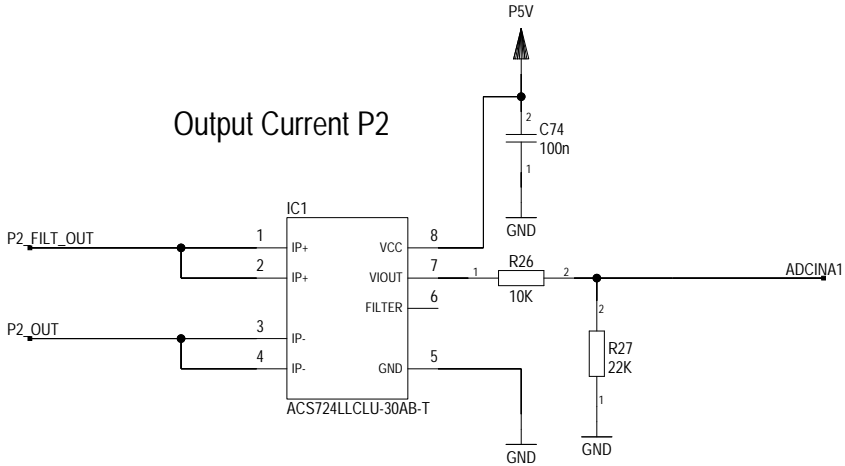 P5V
Output Current P2
2
C74
100n
1
GND
IC1
P2_FILT_OUT
1
IP+
VCC
8
2
IP+
VIOUT
7
1
R26
10K
2
ADCINA1
FILTER
6
P2_OUT
3
IP-
2
R27
22K
1
4
IP-
GND
5
ACS724LLCLU-30AB-T
GND
GND